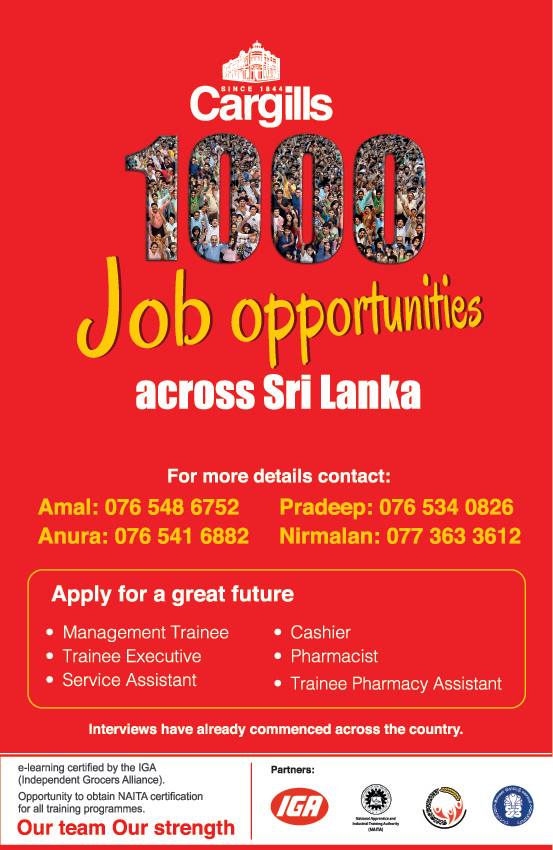 SINCE 1844
Cargills
1000
Job opportunities
across Sri Lanka
For more details contact:
Amal: 076 548 6752
Pradeep: 076 534 0826
Anura: 076 541 6882
Nirmalan: 077 363 3612
Apply for a great future
• Management Trainee
• Trainee Executive
• Service Assistant
• Cashier
• Pharmacist
• Trainee Pharmacy Assistant
Interviews have already commenced across the country.
e-learning certified by the IGA
(Independent Grocers Alliance).
Opportunity to obtain NAITA certification
for all training programmes.
Our team Our strength
Partners:
IGA
National Apprentice and
Industrial Training Authority
(NAITA)